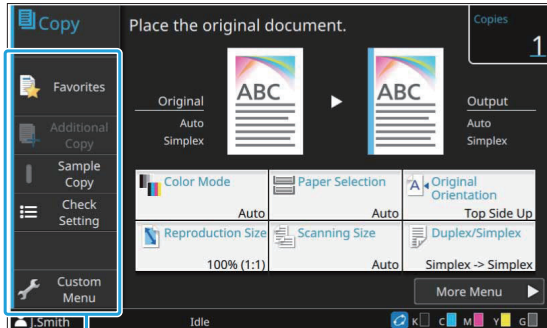 Copy
Place the original document.
Copies
1
Favorites
Additional
Copy
Sample
Copy
Check
Setting
Custom
Menu
Original
Auto
Simplex
ABC
ABC
Output
Auto
Simplex
Color Mode
Auto
Paper Selection
Auto
A
Original
Orientation
Top Side Up
Reproduction Size
100% (1:1)
Scanning Size
Auto
Duplex/Simplex
Simplex -> Simplex
More Menu
J.Smith
Idle
K C M Y G